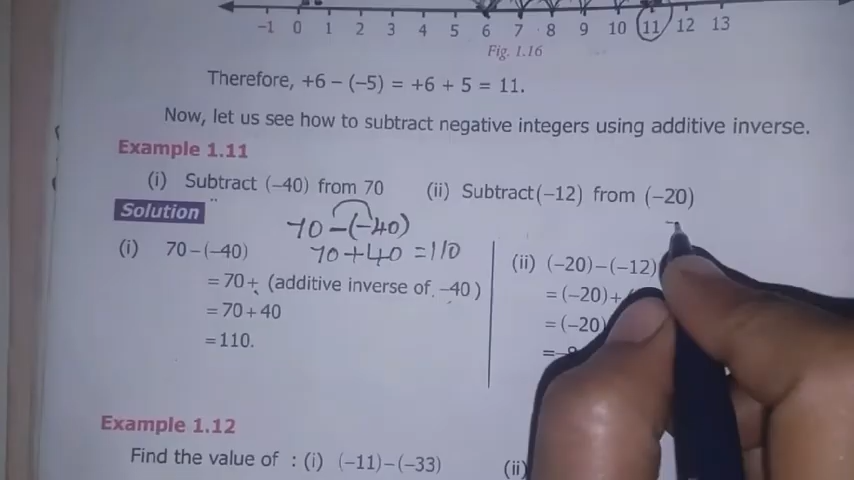 −1 0 1 2 3 4 5 6 7 8 9 10 11 12 13
Fig. 1.16
Therefore, +6 − (−5) = +6 + 5 = 11.
Now, let us see how to subtract negative integers using additive inverse.
Example 1.11
(i) Subtract (−40) from 70 (ii) Subtract(−12) from (−20)
Solution
70 −(−40)
70 + 40 = 110
(i) 70 −(−40)
= 70+ (additive inverse of −40)
= 70 + 40
= 110.
(ii) (−20)−(−12)
= (−20)+
= (−20)
Example 1.12
Find the value of : (i) (−11)−(−33) (ii)